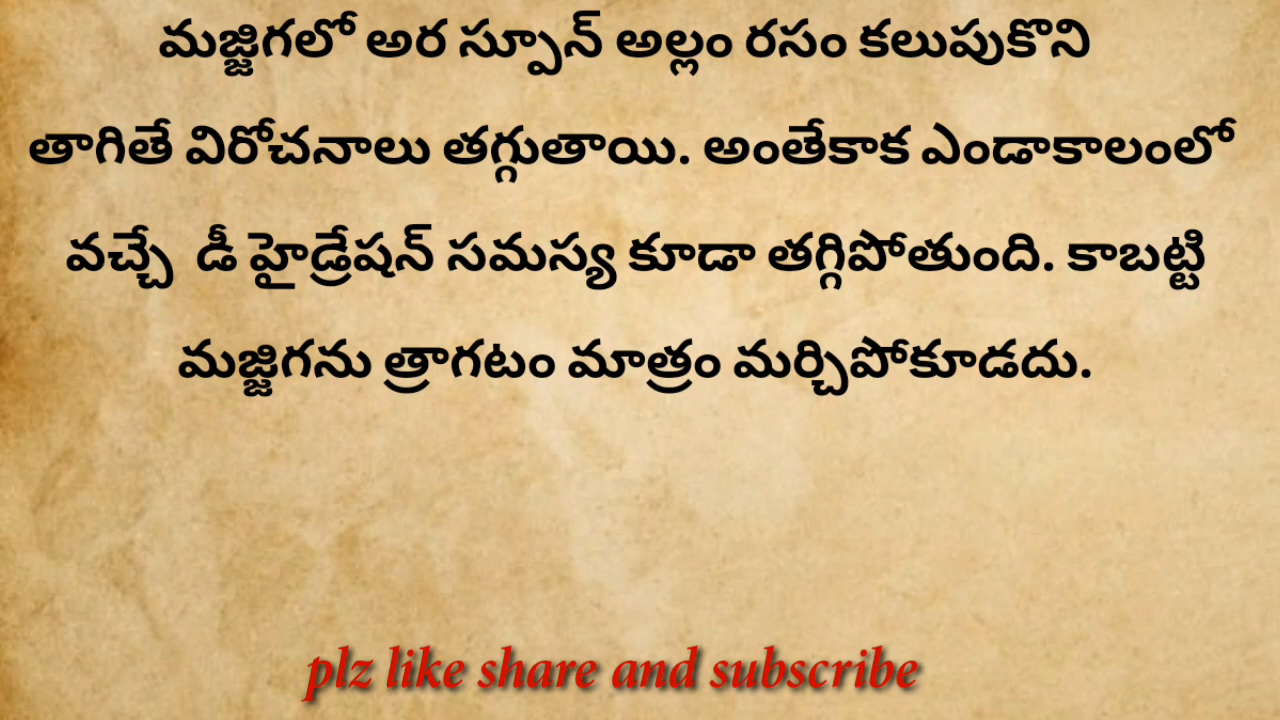 మజ్జిగలో అర స్పూన్ అల్లం రసం కలుపుకొని
తాగితే విరోచనాలు తగ్గుతాయి. అంతేకాక ఎండాకాలంలో
వచ్చే డీ హైడ్రేషన్ సమస్య కూడా తగ్గిపోతుంది. కాబట్టి
మజ్జిగను త్రాగటం మాత్రం మర్చిపోకూడదు.
plz like share and subscribe